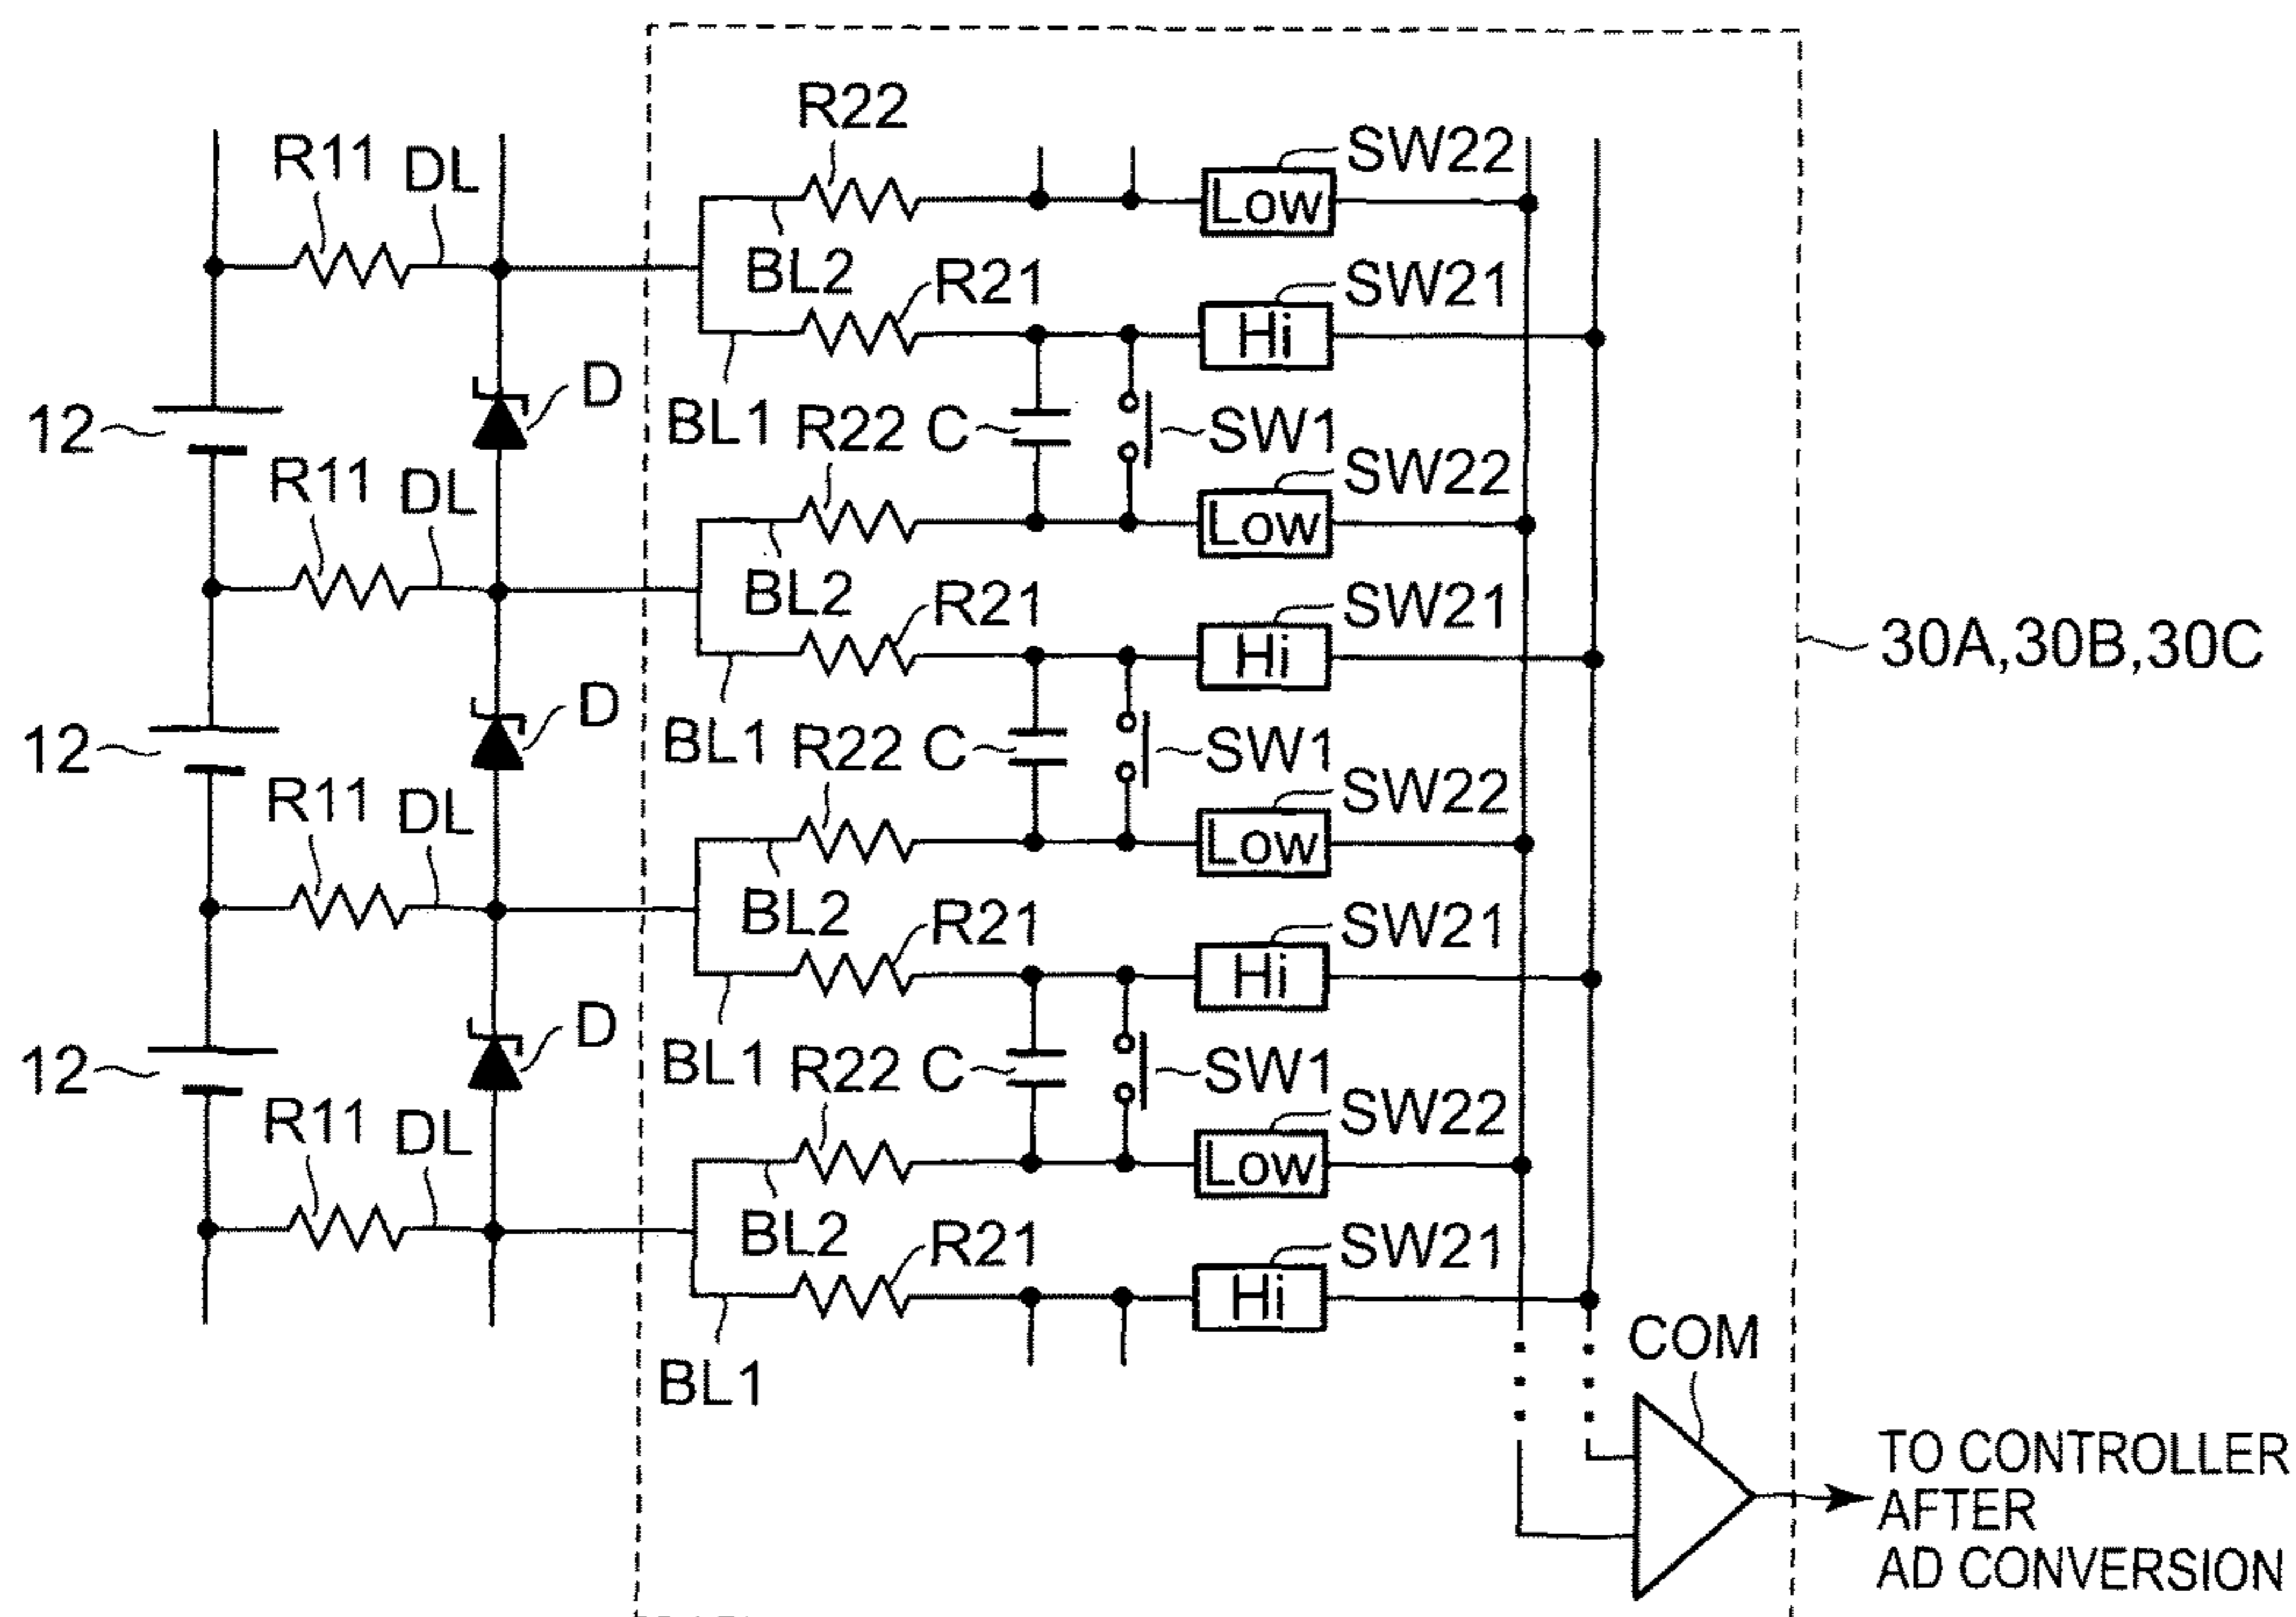 R22
SW22
R11
DL
Low
BL2
R21
SW21
Hi
D
12
BL1
R22
C
SW1
SW22
R11
DL
Low
BL2
R21
SW21
Hi
30A,30B,30C
D
12
BL1
R22
C
SW1
SW22
R11
DL
Low
BL2
R21
SW21
Hi
D
12
BL1
R22
C
SW1
SW22
R11
DL
Low
BL2
R21
SW21
Hi
COM
BL1
TO CONTROLLER
AFTER
AD CONVERSION